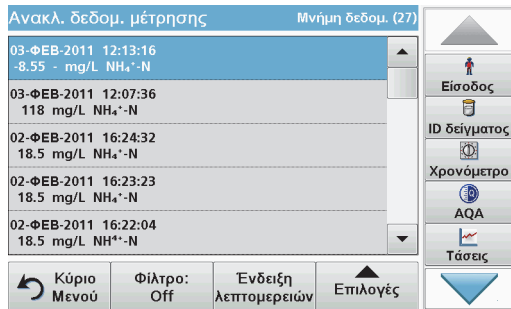 Ανακλ. δεδομ. μέτρησης
Μνήμη δεδομ. (27)
03-ΦΕΒ-2011 12:13:16
-8.55 - mg/L NH₄⁺-N
03-ΦΕΒ-2011 12:07:36
118 mg/L NH₄⁺-N
02-ΦΕΒ-2011 16:24:32
18.5 mg/L NH₄⁺-N
02-ΦΕΒ-2011 16:23:23
18.5 mg/L NH₄⁺-N
02-ΦΕΒ-2011 16:22:04
18.5 mg/L NH⁴⁺-N
Είσοδος
ID δείγματος
Χρονόμετρο
AQA
Τάσεις
Κύριο
Μενού
Φίλτρο:
Off
Ένδειξη
λεπτομερειών
Επιλογές